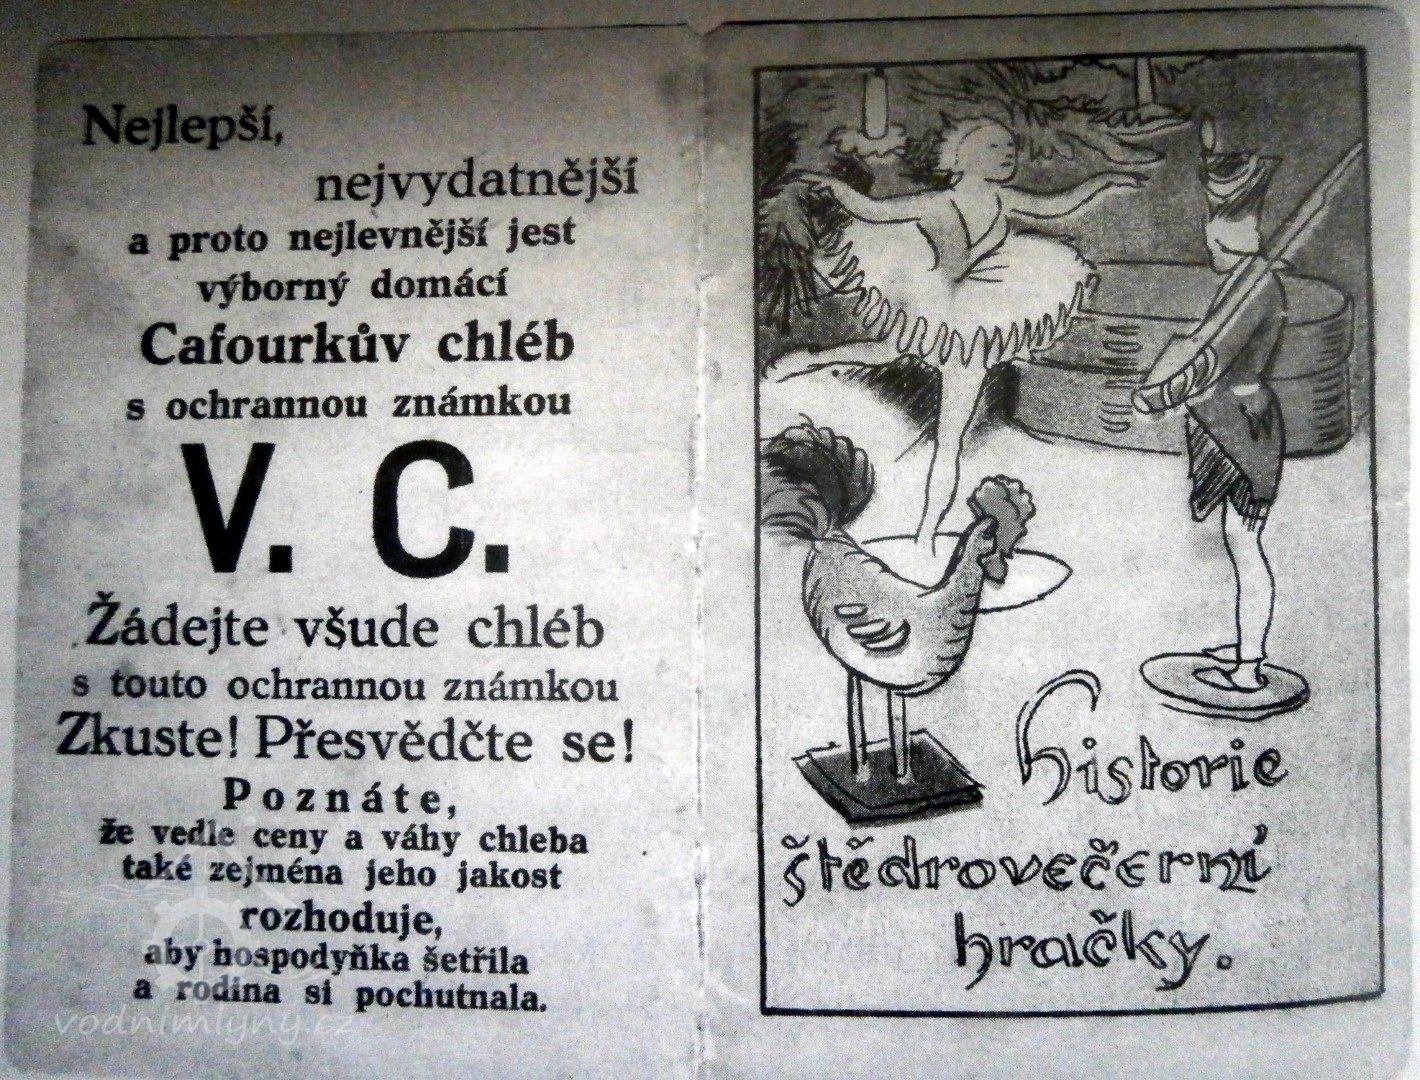 Nejlepší,
nejvydatnější
a proto nejlevnější jest
výborný domácí
Cafourkův chléb
s ochrannou známkou
V. C.
Žádejte všude chléb
s touto ochrannou známkou
Zkuste! Přesvědčte se!
Poznáte,
že vedle ceny a váhy chleba
také zejména jeho jakost
rozhoduje,
aby hospodyňka šetřila
a rodina si pochutnala.
vodnimlyny.cz
Historie
štědrovečerní
hračky.